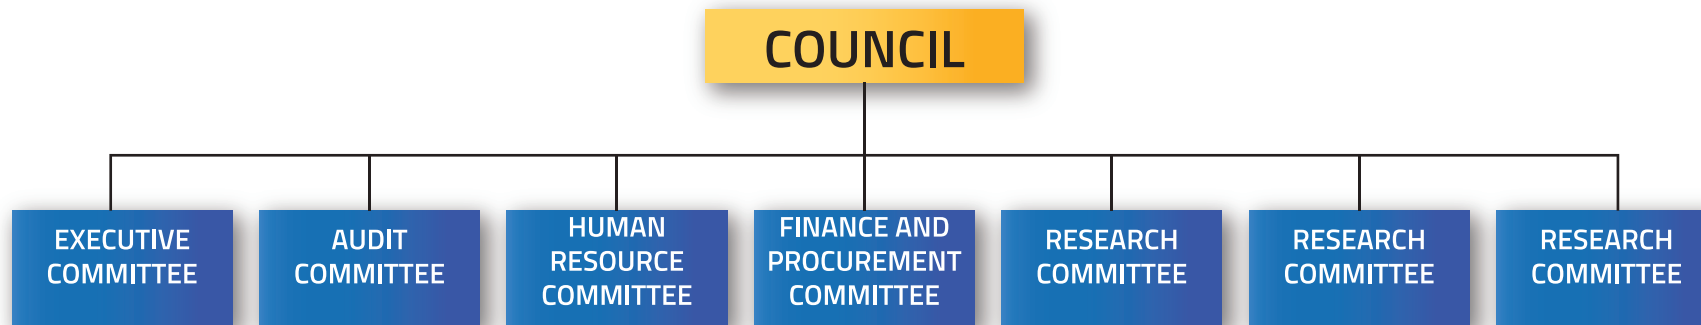 COUNCIL
EXECUTIVE
COMMITTEE
AUDIT
COMMITTEE
HUMAN
RESOURCE
COMMITTEE
FINANCE AND
PROCUREMENT
COMMITTEE
RESEARCH
COMMITTEE
RESEARCH
COMMITTEE
RESEARCH
COMMITTEE